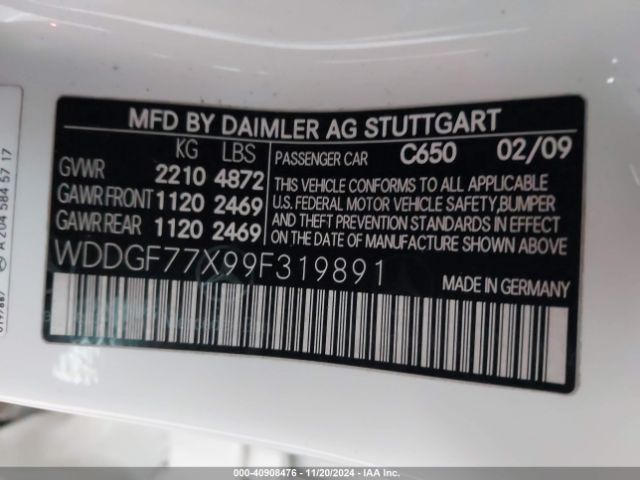 MFD BY DAIMLER AG STUTTGART
KG LBS
GVWR 2210 4872
GAWR FRONT 1120 2469
GAWR REAR 1120 2469
PASSENGER CAR C650 02/09
THIS VEHICLE CONFORMS TO ALL APPLICABLE
U.S. FEDERAL MOTOR VEHICLE SAFETY,BUMPER
AND THEFT PREVENTION STANDARDS IN EFFECT
ON THE DATE OF MANUFACTURE SHOWN ABOVE
WDDGF77X99F319891
MADE IN GERMANY
A 204 584 57 17
000-40908476 - 11/20/2024 - IAA Inc.